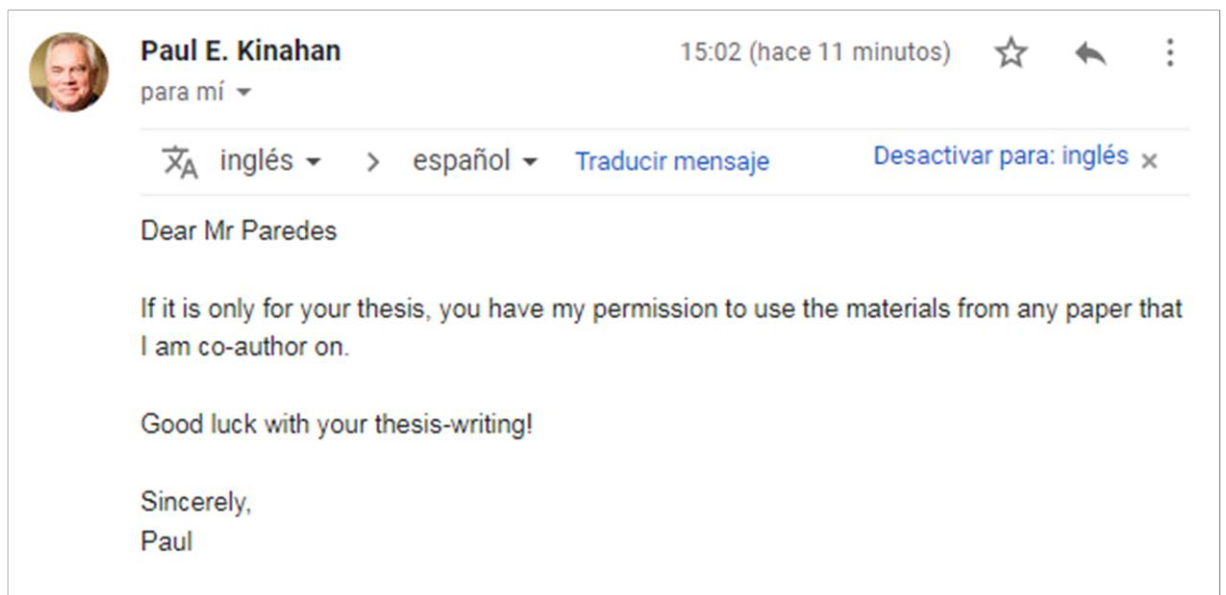 Paul E. Kinahan 15:02 (hace 11 minutos)
para mí
inglés > español Traducir mensaje Desactivar para: inglés ×
Dear Mr Paredes
If it is only for your thesis, you have my permission to use the materials from any paper that
I am co-author on.
Good luck with your thesis-writing!
Sincerely,
Paul